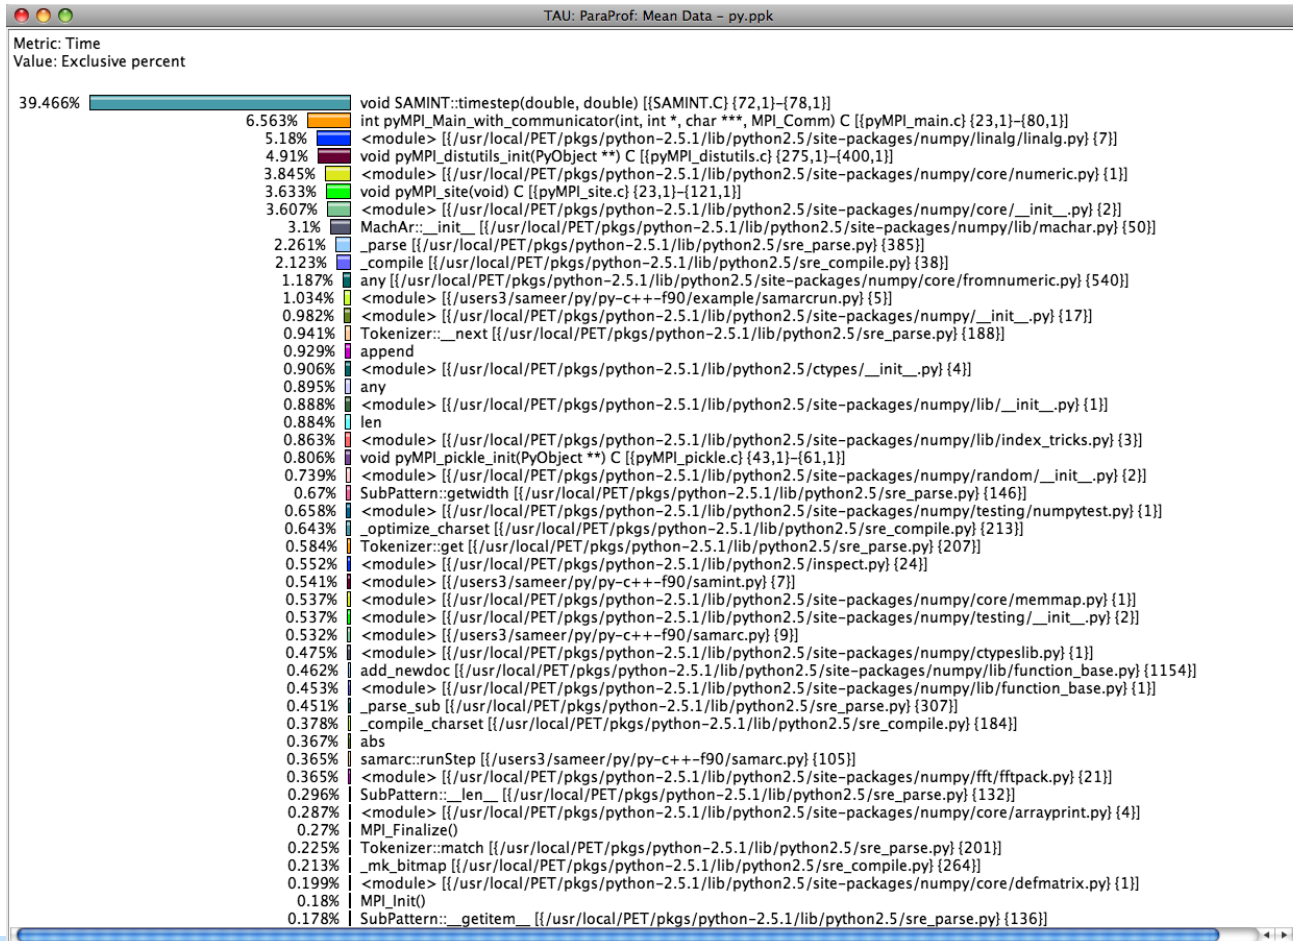 TAU: ParaProf: Mean Data – py.ppk
Metric: Time
Value: Exclusive percent
39.466% void SAMINT::timestep(double, double) [{SAMINT.C} {72,1}–{78,1}]
6.563% int pyMPI_Main_with_communicator(int, int *, char ***, MPI_Comm) C [{pyMPI_main.c} {23,1}–{80,1}]
5.18% <module> [{/usr/local/PET/pkgs/python-2.5.1/lib/python2.5/site-packages/numpy/linalg/linalg.py} {7}]
4.91% void pyMPI_distutils_init(PyObject **) C [{pyMPI_distutils.c} {275,1}–{400,1}]
3.845% <module> [{/usr/local/PET/pkgs/python-2.5.1/lib/python2.5/site-packages/numpy/core/numeric.py} {1}]
3.633% void pyMPI_site(void) C [{pyMPI_site.c} {23,1}–{121,1}]
3.607% <module> [{/usr/local/PET/pkgs/python-2.5.1/lib/python2.5/site-packages/numpy/core/__init__.py} {2}]
3.1% MachAr::__init__ [{/usr/local/PET/pkgs/python-2.5.1/lib/python2.5/site-packages/numpy/lib/machar.py} {50}]
2.261% _parse [{/usr/local/PET/pkgs/python-2.5.1/lib/python2.5/sre_parse.py} {385}]
2.123% _compile [{/usr/local/PET/pkgs/python-2.5.1/lib/python2.5/sre_compile.py} {38}]
1.187% any [{/usr/local/PET/pkgs/python-2.5.1/lib/python2.5/site-packages/numpy/core/fromnumeric.py} {540}]
1.034% <module> [{/users3/sameer/py/py-c++-f90/example/samarcrun.py} {5}]
0.982% <module> [{/usr/local/PET/pkgs/python-2.5.1/lib/python2.5/site-packages/numpy/__init__.py} {17}]
0.941% Tokenizer::__next [{/usr/local/PET/pkgs/python-2.5.1/lib/python2.5/sre_parse.py} {188}]
0.929% append
0.906% <module> [{/usr/local/PET/pkgs/python-2.5.1/lib/python2.5/ctypes/__init__.py} {4}]
0.895% any
0.888% <module> [{/usr/local/PET/pkgs/python-2.5.1/lib/python2.5/site-packages/numpy/lib/__init__.py} {1}]
0.884% len
0.863% <module> [{/usr/local/PET/pkgs/python-2.5.1/lib/python2.5/site-packages/numpy/lib/index_tricks.py} {3}]
0.806% void pyMPI_pickle_init(PyObject **) C [{pyMPI_pickle.c} {43,1}–{61,1}]
0.739% <module> [{/usr/local/PET/pkgs/python-2.5.1/lib/python2.5/site-packages/numpy/random/__init__.py} {2}]
0.67% SubPattern::getwidth [{/usr/local/PET/pkgs/python-2.5.1/lib/python2.5/sre_parse.py} {146}]
0.658% <module> [{/usr/local/PET/pkgs/python-2.5.1/lib/python2.5/site-packages/numpy/testing/numpytest.py} {1}]
0.643% _optimize_charset [{/usr/local/PET/pkgs/python-2.5.1/lib/python2.5/sre_compile.py} {213}]
0.584% Tokenizer::get [{/usr/local/PET/pkgs/python-2.5.1/lib/python2.5/sre_parse.py} {207}]
0.552% <module> [{/usr/local/PET/pkgs/python-2.5.1/lib/python2.5/inspect.py} {24}]
0.541% <module> [{/users3/sameer/py/py-c++-f90/samint.py} {7}]
0.537% <module> [{/usr/local/PET/pkgs/python-2.5.1/lib/python2.5/site-packages/numpy/core/memmap.py} {1}]
0.537% <module> [{/usr/local/PET/pkgs/python-2.5.1/lib/python2.5/site-packages/numpy/testing/__init__.py} {2}]
0.532% <module> [{/users3/sameer/py/py-c++-f90/samarc.py} {9}]
0.475% <module> [{/usr/local/PET/pkgs/python-2.5.1/lib/python2.5/site-packages/numpy/ctypeslib.py} {1}]
0.462% add_newdoc [{/usr/local/PET/pkgs/python-2.5.1/lib/python2.5/site-packages/numpy/lib/function_base.py} {1154}]
0.453% <module> [{/usr/local/PET/pkgs/python-2.5.1/lib/python2.5/site-packages/numpy/lib/function_base.py} {1}]
0.451% _parse_sub [{/usr/local/PET/pkgs/python-2.5.1/lib/python2.5/sre_parse.py} {307}]
0.378% _compile_charset [{/usr/local/PET/pkgs/python-2.5.1/lib/python2.5/sre_compile.py} {184}]
0.367% abs
0.365% samarc::runStep [{/users3/sameer/py/py-c++-f90/samarc.py} {105}]
0.365% <module> [{/usr/local/PET/pkgs/python-2.5.1/lib/python2.5/site-packages/numpy/fft/fftpack.py} {21}]
0.296% SubPattern::__len__ [{/usr/local/PET/pkgs/python-2.5.1/lib/python2.5/sre_parse.py} {132}]
0.287% <module> [{/usr/local/PET/pkgs/python-2.5.1/lib/python2.5/site-packages/numpy/core/arrayprint.py} {4}]
0.27% MPI_Finalize()
0.225% Tokenizer::match [{/usr/local/PET/pkgs/python-2.5.1/lib/python2.5/sre_parse.py} {201}]
0.213% _mk_bitmap [{/usr/local/PET/pkgs/python-2.5.1/lib/python2.5/sre_compile.py} {264}]
0.199% <module> [{/usr/local/PET/pkgs/python-2.5.1/lib/python2.5/site-packages/numpy/core/defmatrix.py} {1}]
0.18% MPI_Init()
0.178% SubPattern::__getitem__ [{/usr/local/PET/pkgs/python-2.5.1/lib/python2.5/sre_parse.py} {136}]